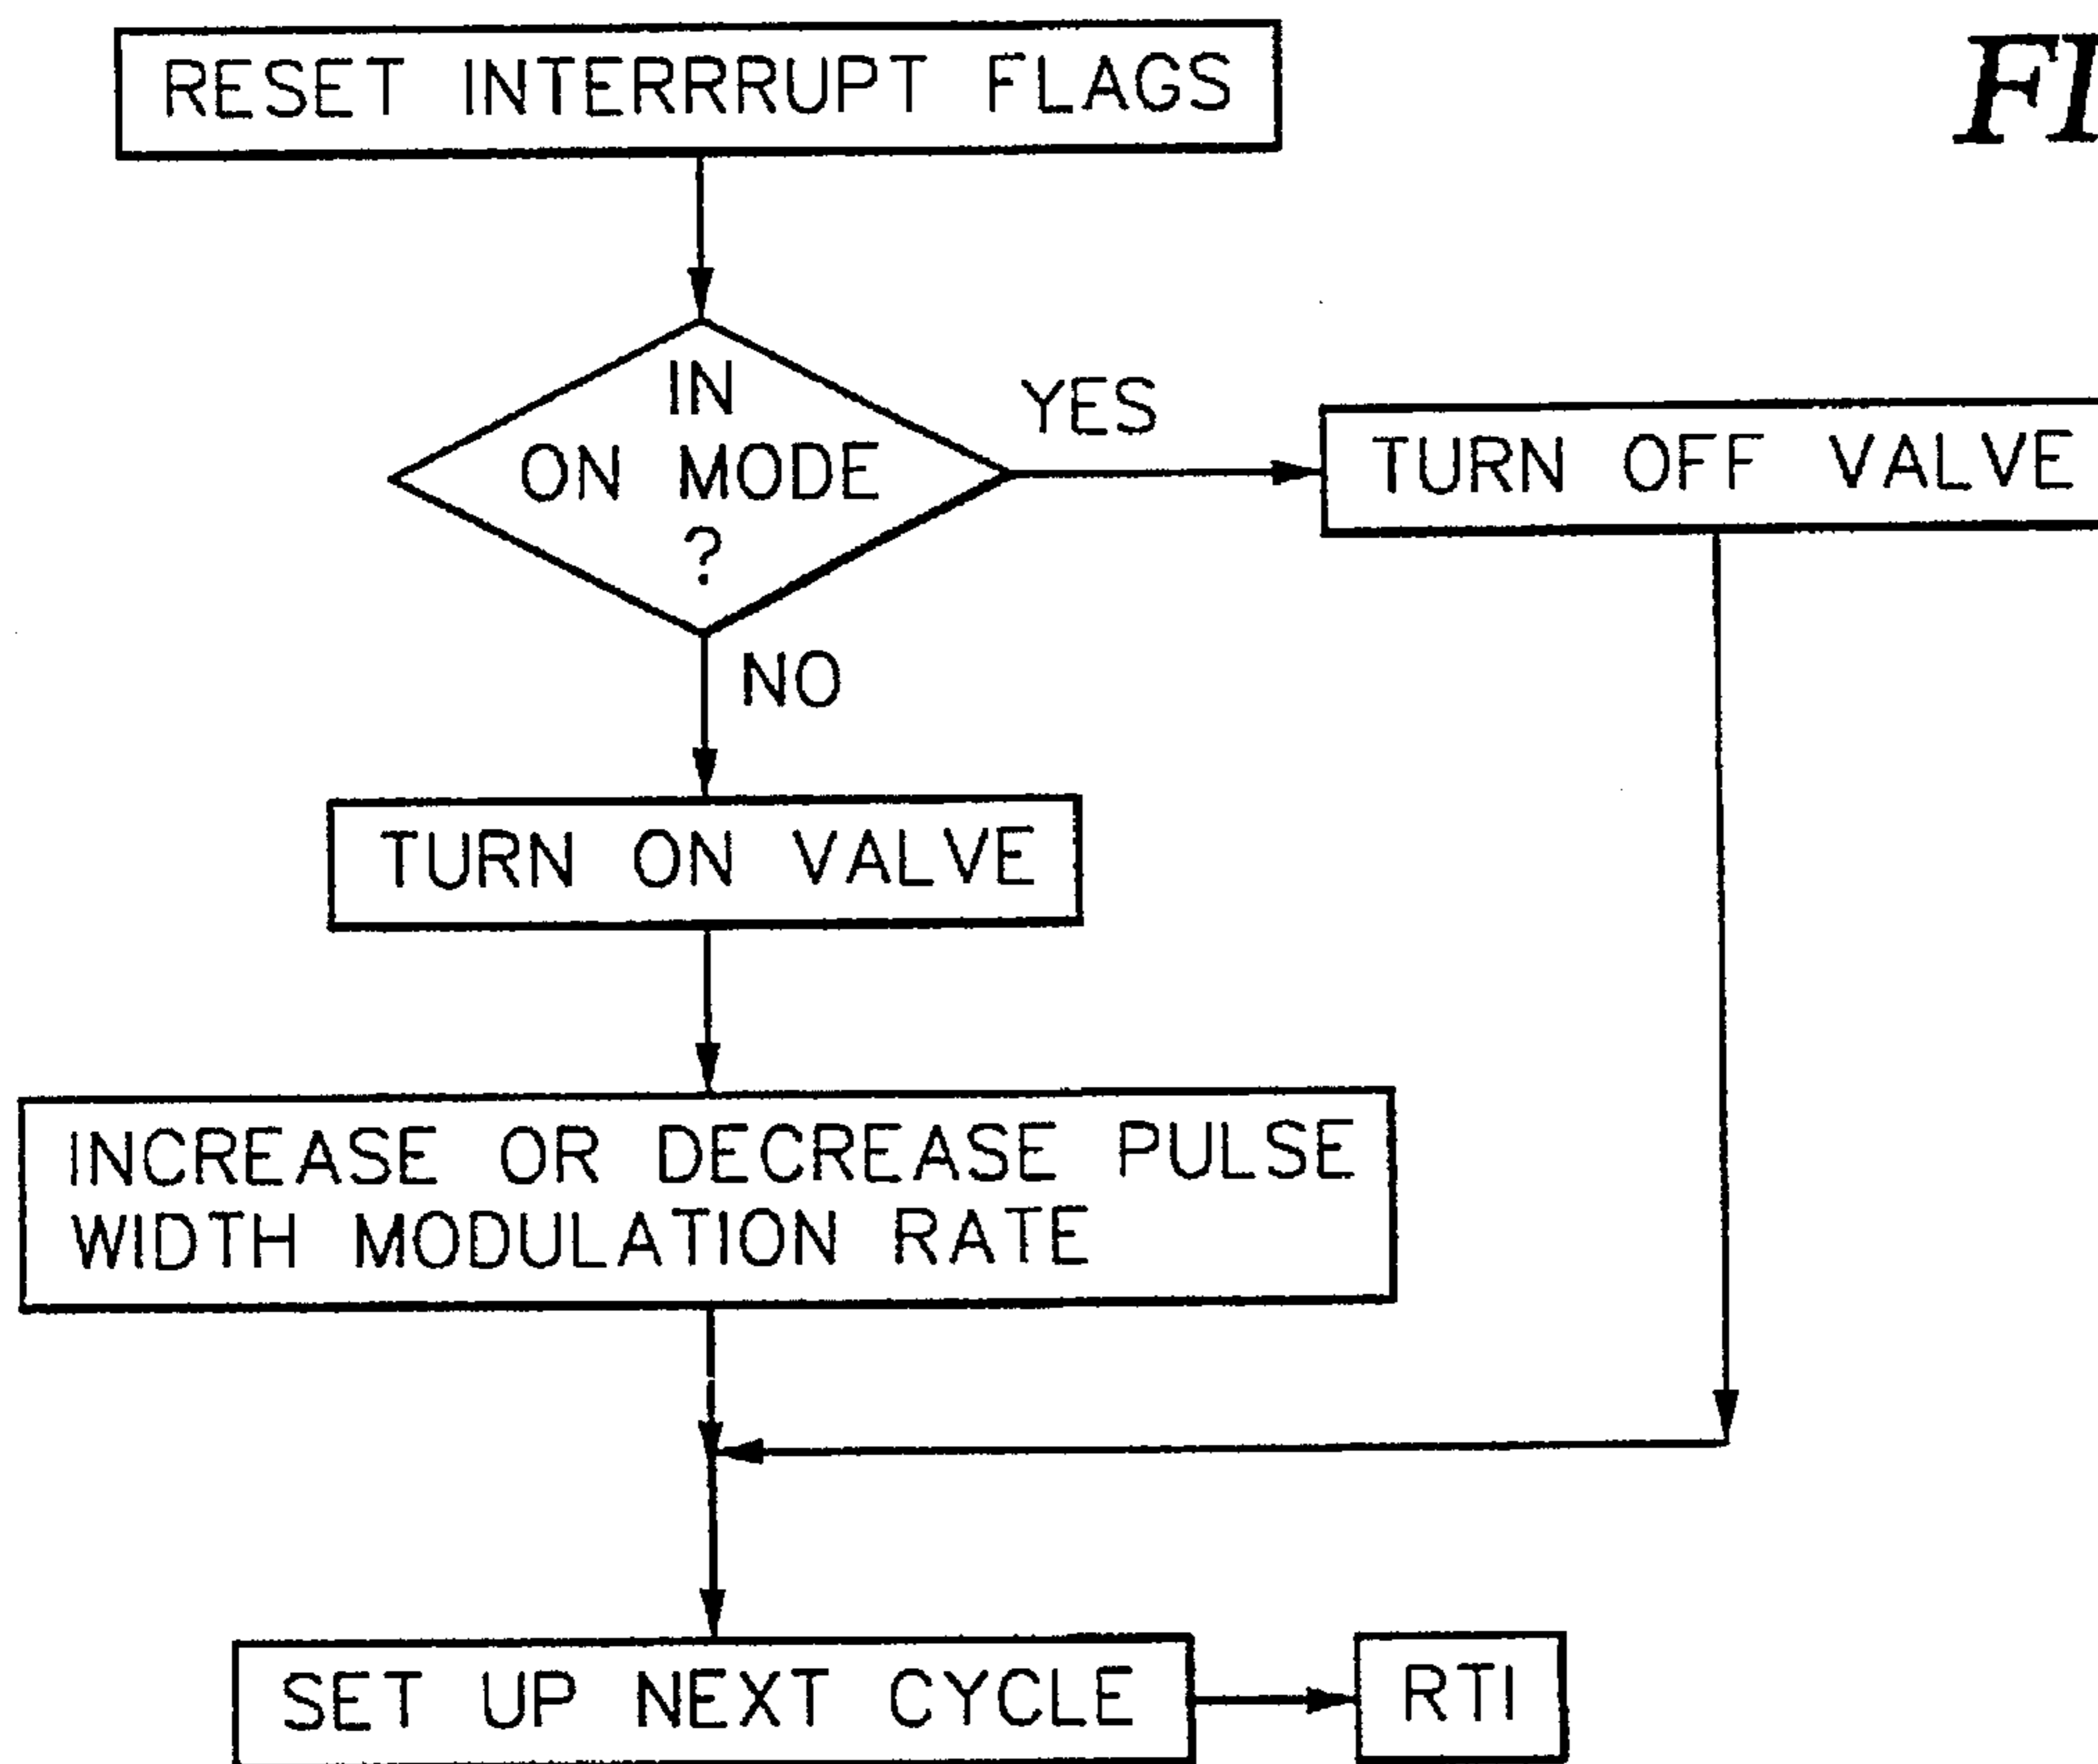 RESET INTERRRUPT FLAGS
FI
IN
ON MODE
?
YES
TURN OFF VALVE
NO
TURN ON VALVE
INCREASE OR DECREASE PULSE
WIDTH MODULATION RATE
SET UP NEXT CYCLE
RTI